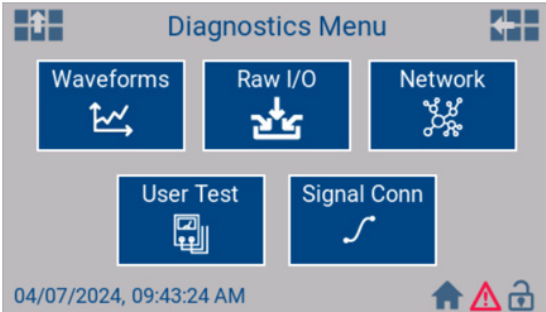 Diagnostics Menu
Waveforms
Raw I/O
Network
User Test
Signal Conn
04/07/2024, 09:43:24 AM